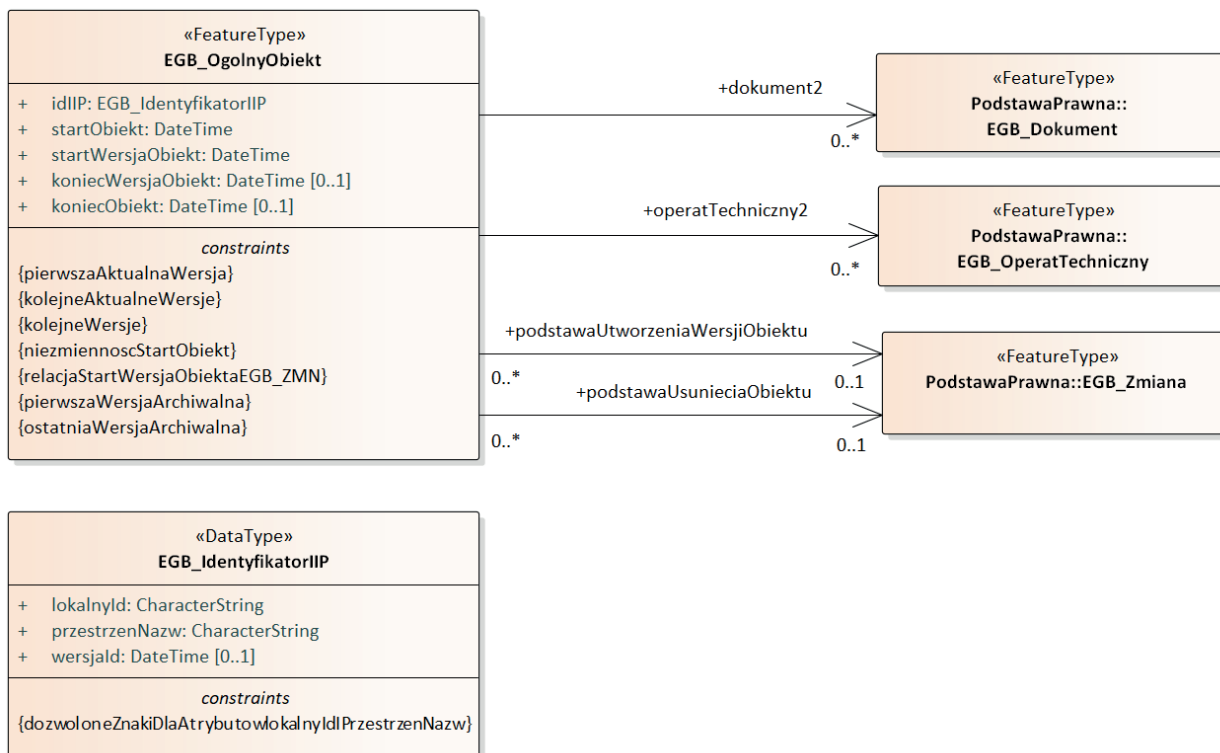 «FeatureType»
EGB_OgolnyObiekt
+ idIIP: EGB_IdentyfikatorIIP
+ startObiekt: DateTime
+ startWersjaObiekt: DateTime
+ koniecWersjaObiekt: DateTime [0..1]
+ koniecObiekt: DateTime [0..1]
constraints
{pierwszaAktualnaWersja}
{kolejneAktualneWersje}
{kolejneWersje}
{niezmiennoscStartObiekt}
{relacjaStartWersjaObiektaEGB_ZMN}
{pierwszaWersjaArchiwalna}
{ostatniaWersjaArchiwalna}
+dokument2
0..*
«FeatureType»
PodstawaPrawna::
EGB_Dokument
+operatTechniczny2
0..*
«FeatureType»
PodstawaPrawna::
EGB_OperatTechniczny
+podstawaUtworzeniaWersjiObiektu
0..*
0..1
+podstawaUsunieciaObiektu
0..*
0..1
«FeatureType»
PodstawaPrawna::EGB_Zmiana
«DataType»
EGB_IdentyfikatorIIP
+ lokalnyId: CharacterString
+ przestrzenNazw: CharacterString
+ wersjaId: DateTime [0..1]
constraints
{dozwoloneZnakiDlaAtrybutowlokalnyIdIPrzestrzenNazw}